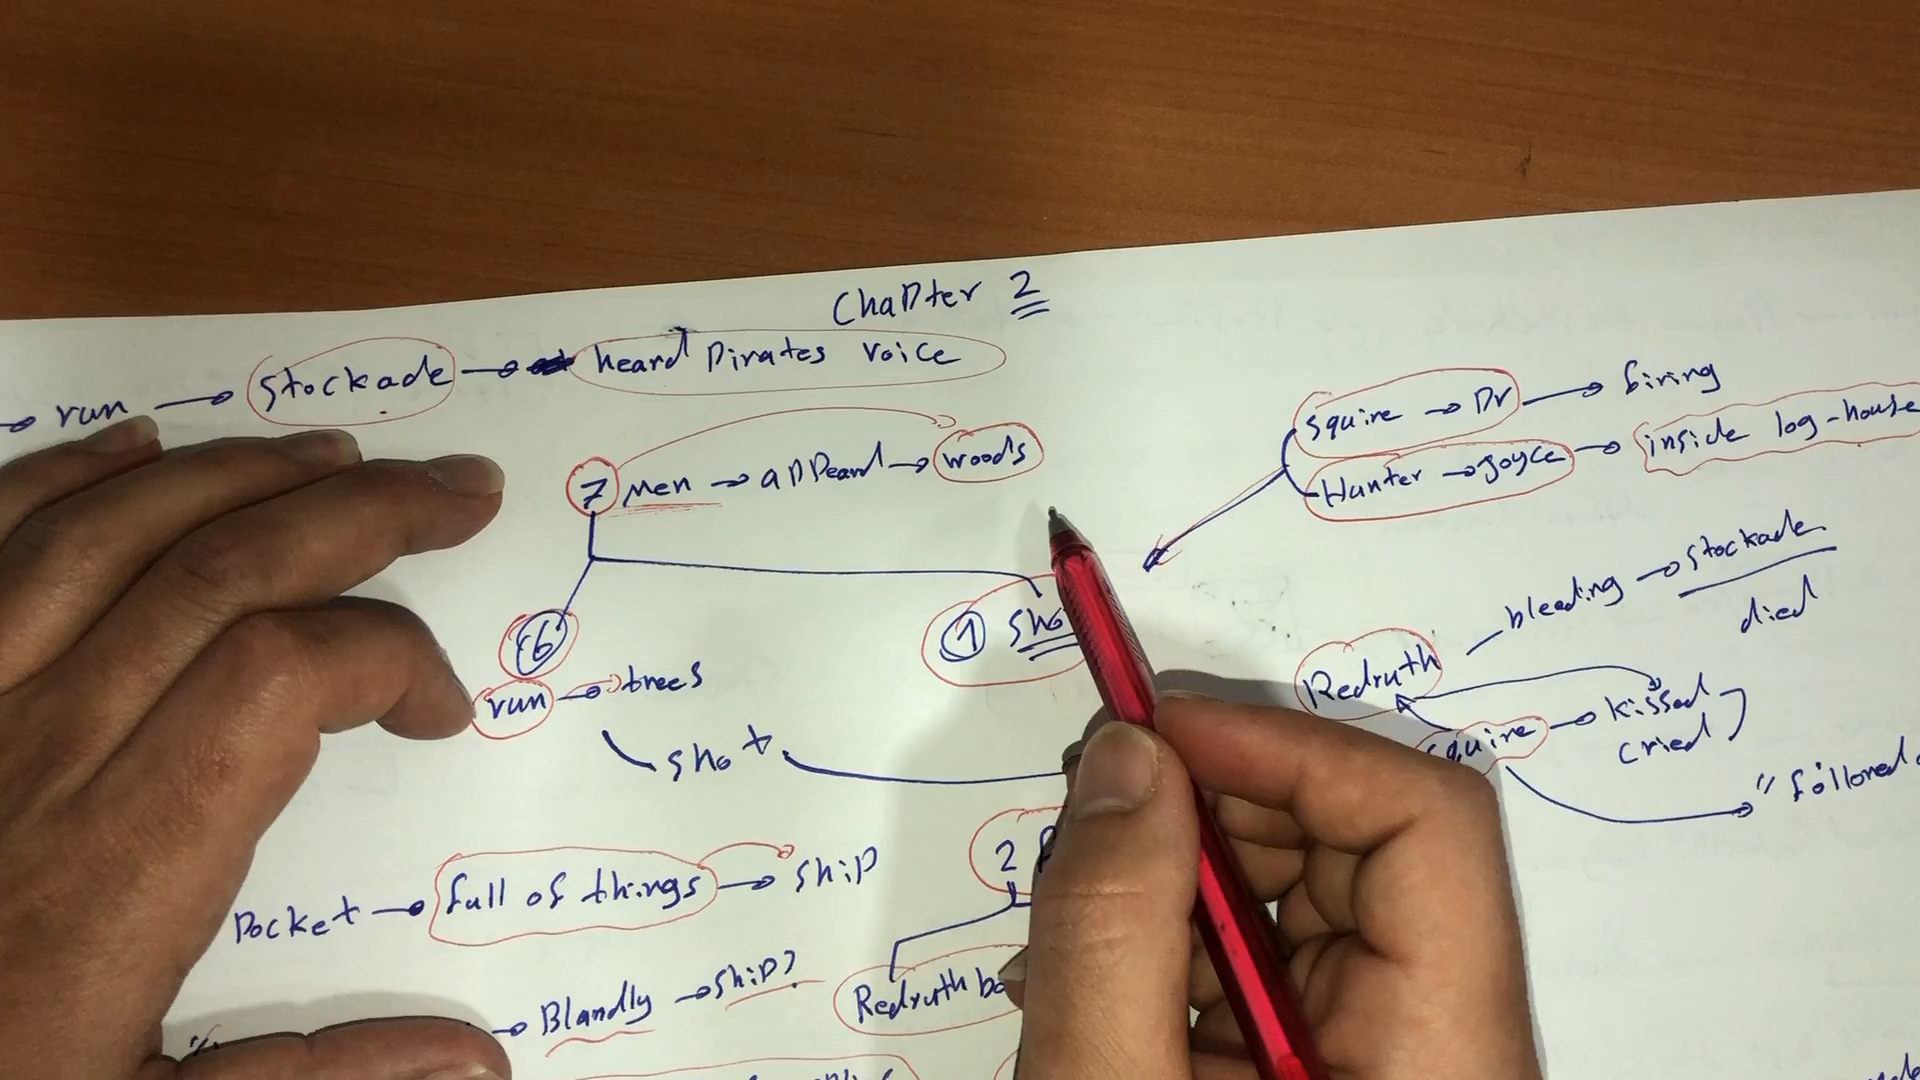 Chapter 2
run → Stockade → heard Pirates voice
7 Men → appeard → woods
6
run → trees
shot
1
Pocket → full of things → ship
Blandly → ship?
2
Redruth
Squire → Dr → firing
Hunter → Joyce → inside log-house
Redruth bleeding → stockade
died
Squire → kissed
cried
" followed